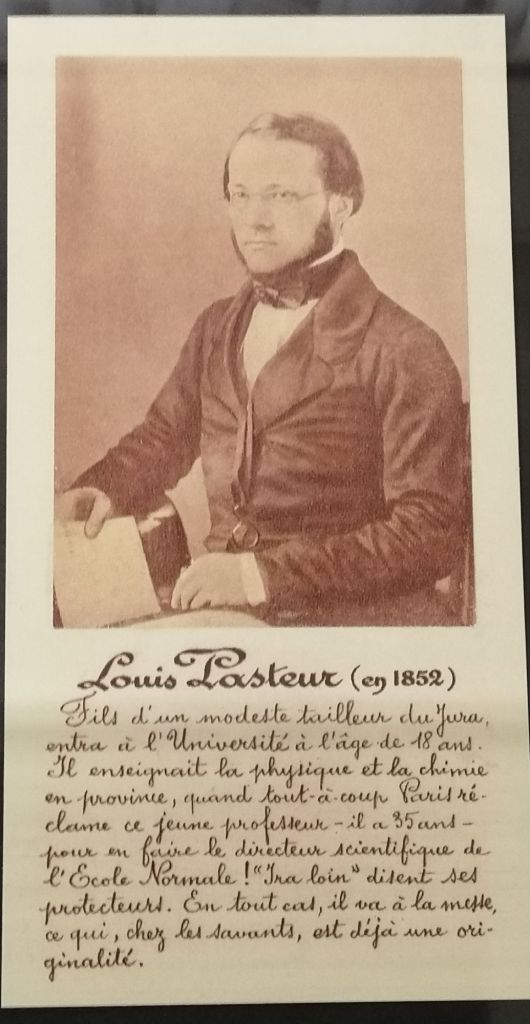 Louis Pasteur (en 1852)
Fils d'un modeste tailleur du Jura,
entra à l'Université à l'âge de 18 ans.
Il enseignait la physique et la chimie
en province, quand tout-à-coup Paris ré-
clame ce jeune professeur - il a 35 ans -
pour en faire le directeur scientifique de
l'Ecole Normale ! "Ira loin" disent ses
protecteurs. En tout cas, il va à la messe,
ce qui, chez les savants, est déjà une ori-
ginalité.